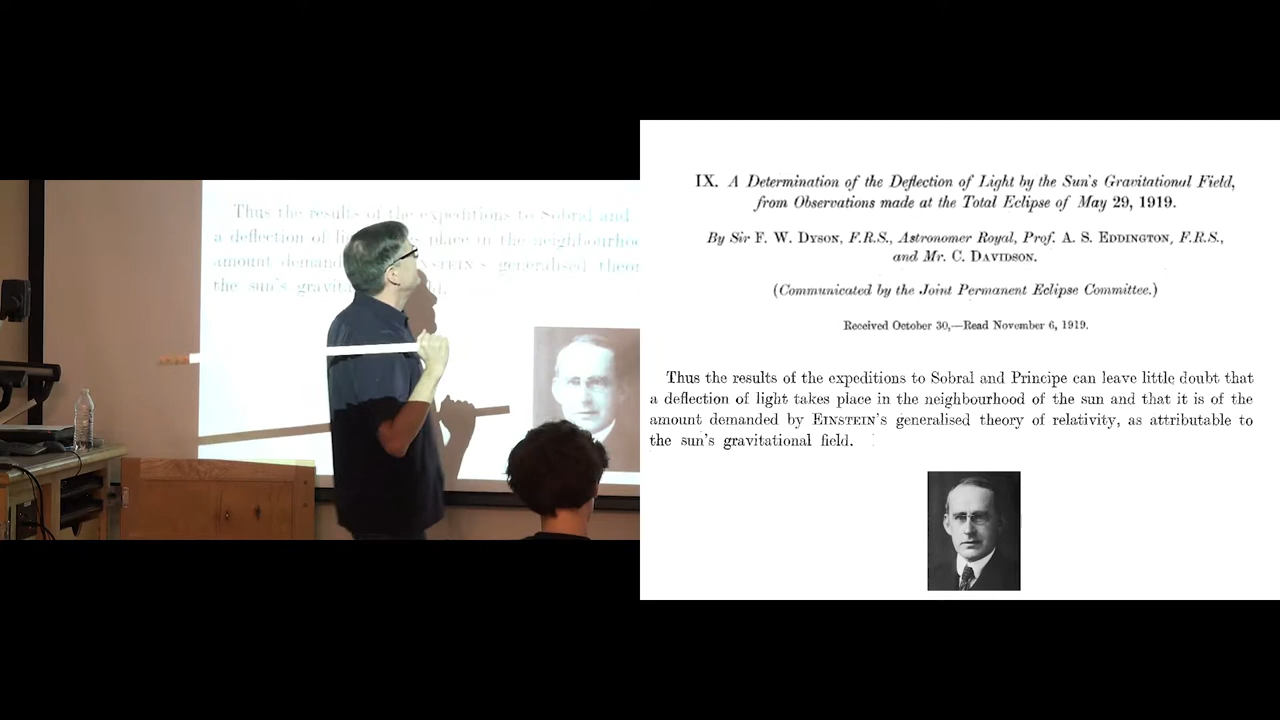 Thus the results of the expeditions to Sobral and
a deflection of takes place in the
amount generalised
the sun's
IX. A Determination of the Deflection of Light by the Sun's Gravitational Field,
from Observations made at the Total Eclipse of May 29, 1919.
By Sir F. W. DYSON, F.R.S., Astronomer Royal, Prof. A. S. EDDINGTON, F.R.S.,
and Mr. C. DAVIDSON.
(Communicated by the Joint Permanent Eclipse Committee.)
Received October 30,—Read November 6, 1919.
Thus the results of the expeditions to Sobral and Principe can leave little doubt that
a deflection of light takes place in the neighbourhood of the sun and that it is of the
amount demanded by EINSTEIN'S generalised theory of relativity, as attributable to
the sun's gravitational field.